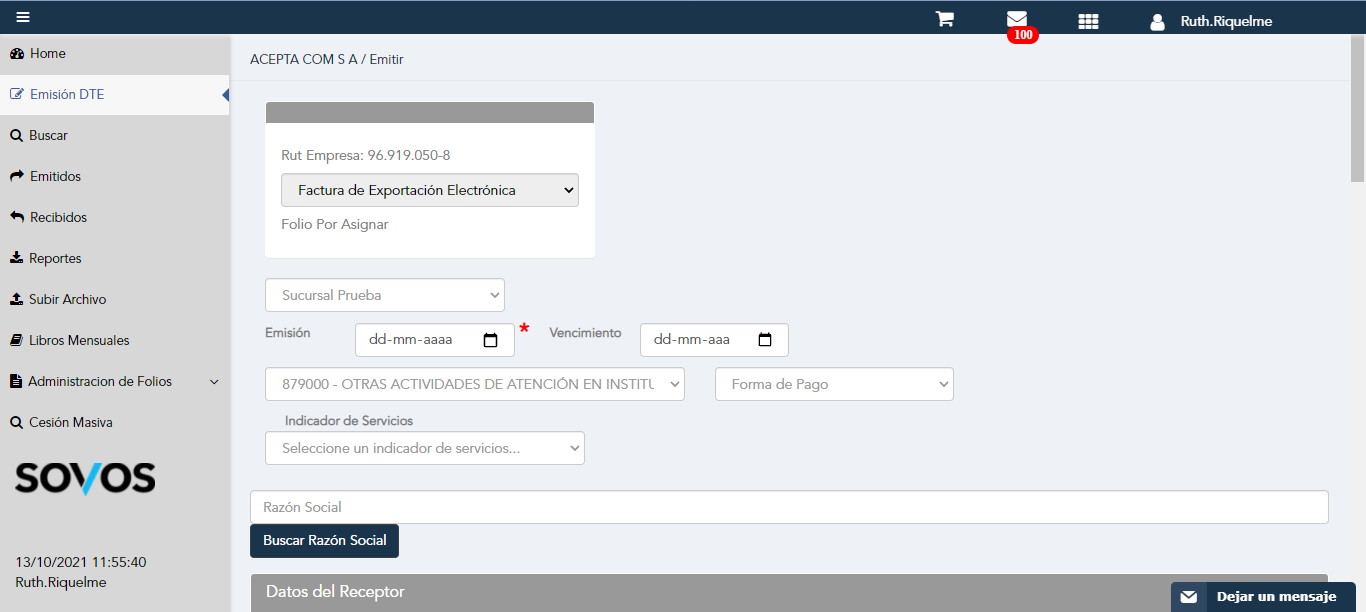 100
Ruth.Riquelme
Home
Emisión DTE
Buscar
Emitidos
Recibidos
Reportes
Subir Archivo
Libros Mensuales
Administracion de Folios
Cesión Masiva
SOVOS
13/10/2021 11:55:40
Ruth.Riquelme
ACEPTA COM S A / Emitir
Rut Empresa: 96.919.050-8
Factura de Exportación Electrónica
Folio Por Asignar
Sucursal Prueba
Emisión dd-mm-aaaa * Vencimiento dd-mm-aaa
879000 - OTRAS ACTIVIDADES DE ATENCIÓN EN INSTITU Forma de Pago
Indicador de Servicios
Seleccione un indicador de servicios...
Razón Social
Buscar Razón Social
Datos del Receptor
Dejar un mensaje